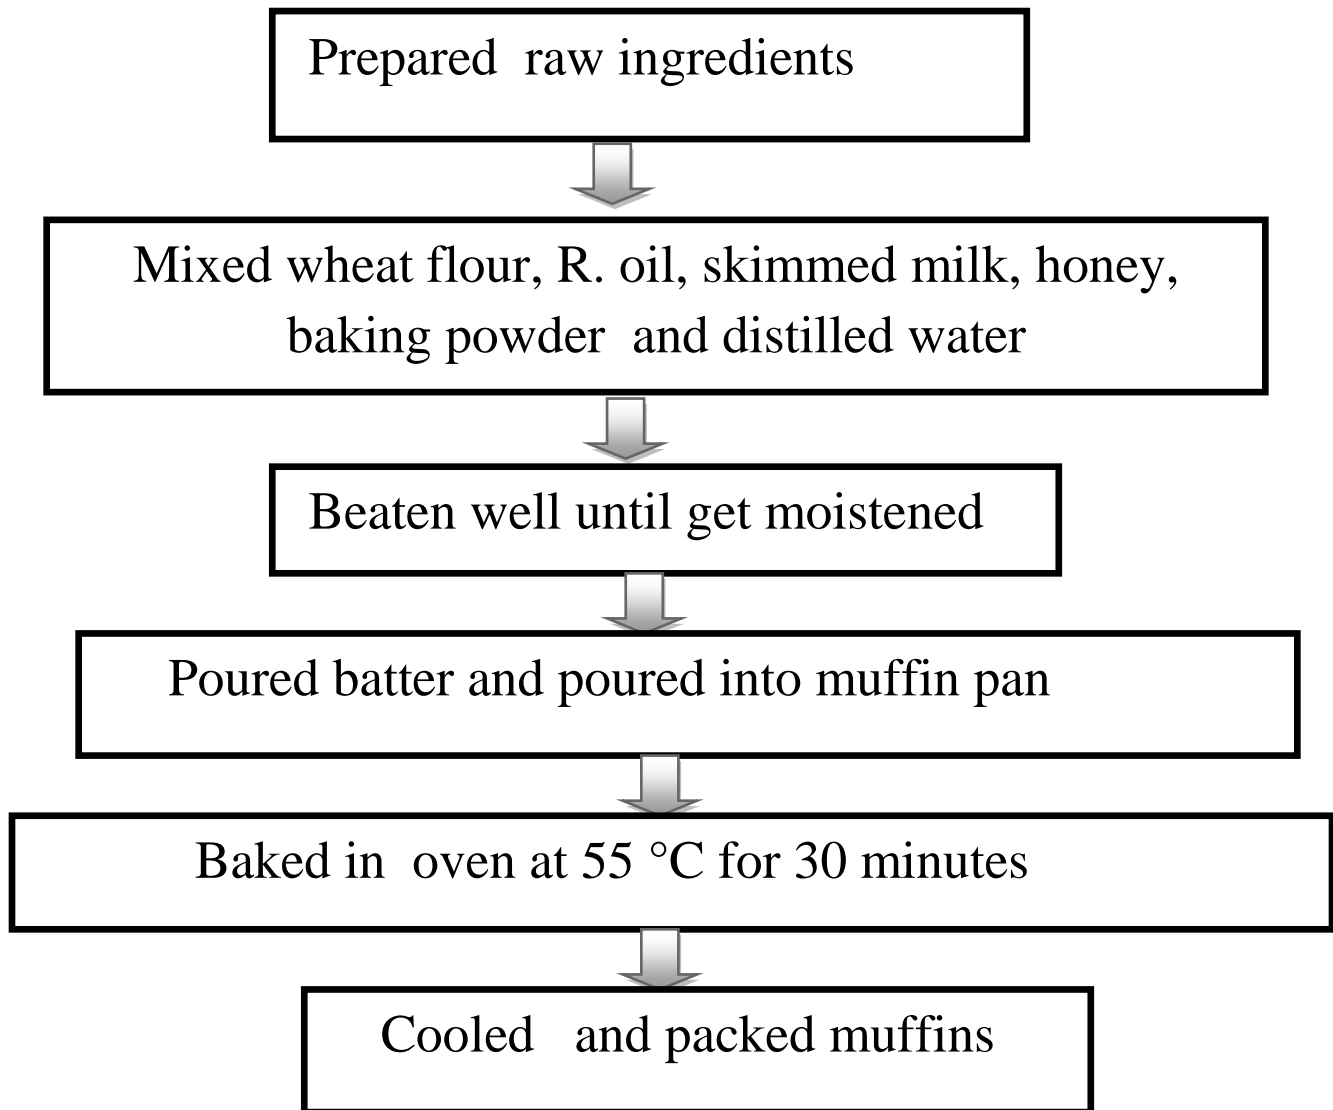 Prepared raw ingredients
Mixed wheat flour, R. oil, skimmed milk, honey,
baking powder and distilled water
Beaten well until get moistened
Poured batter and poured into muffin pan
Baked in oven at 55 °C for 30 minutes
Cooled and packed muffins